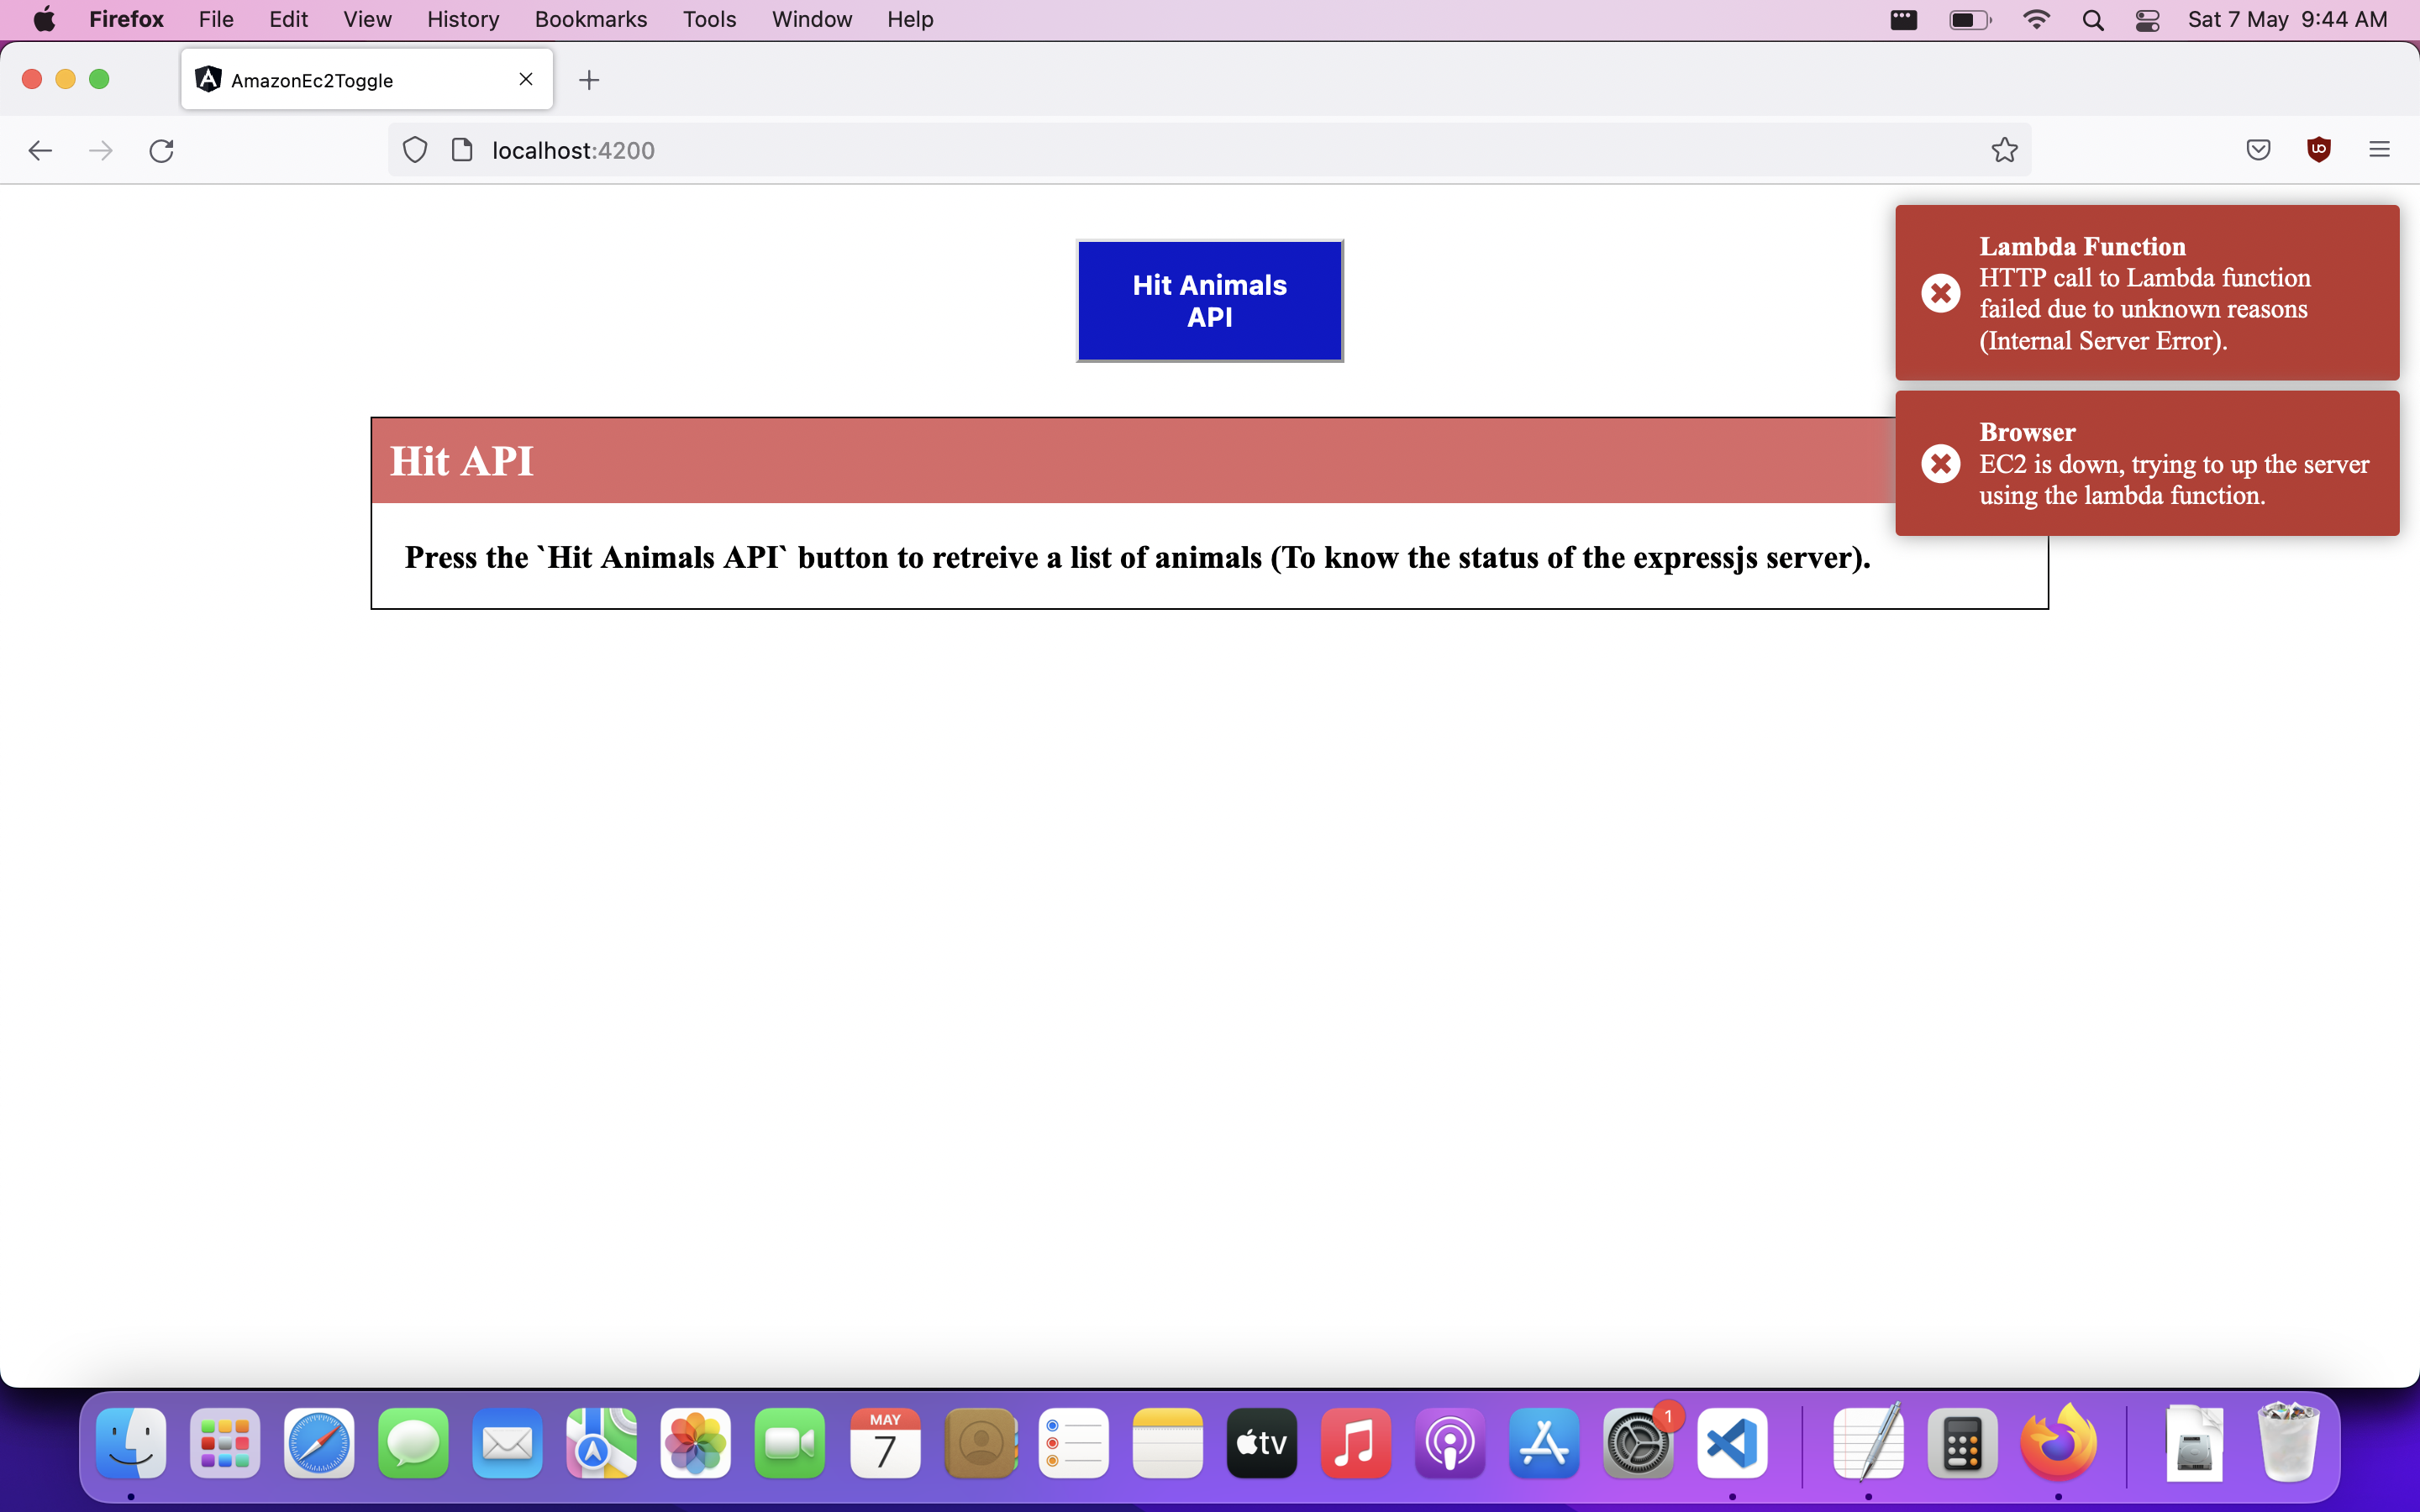 Firefox File Edit View History Bookmarks Tools Window Help Sat 7 May 9:44 AM
AmazonEc2Toggle
localhost:4200
Hit Animals
API
Lambda Function
HTTP call to Lambda function
failed due to unknown reasons
(Internal Server Error).
Browser
EC2 is down, trying to up the server
using the lambda function.
Hit API
Press the `Hit Animals API` button to retreive a list of animals (To know the status of the expressjs server).
MAY
7
tv
1